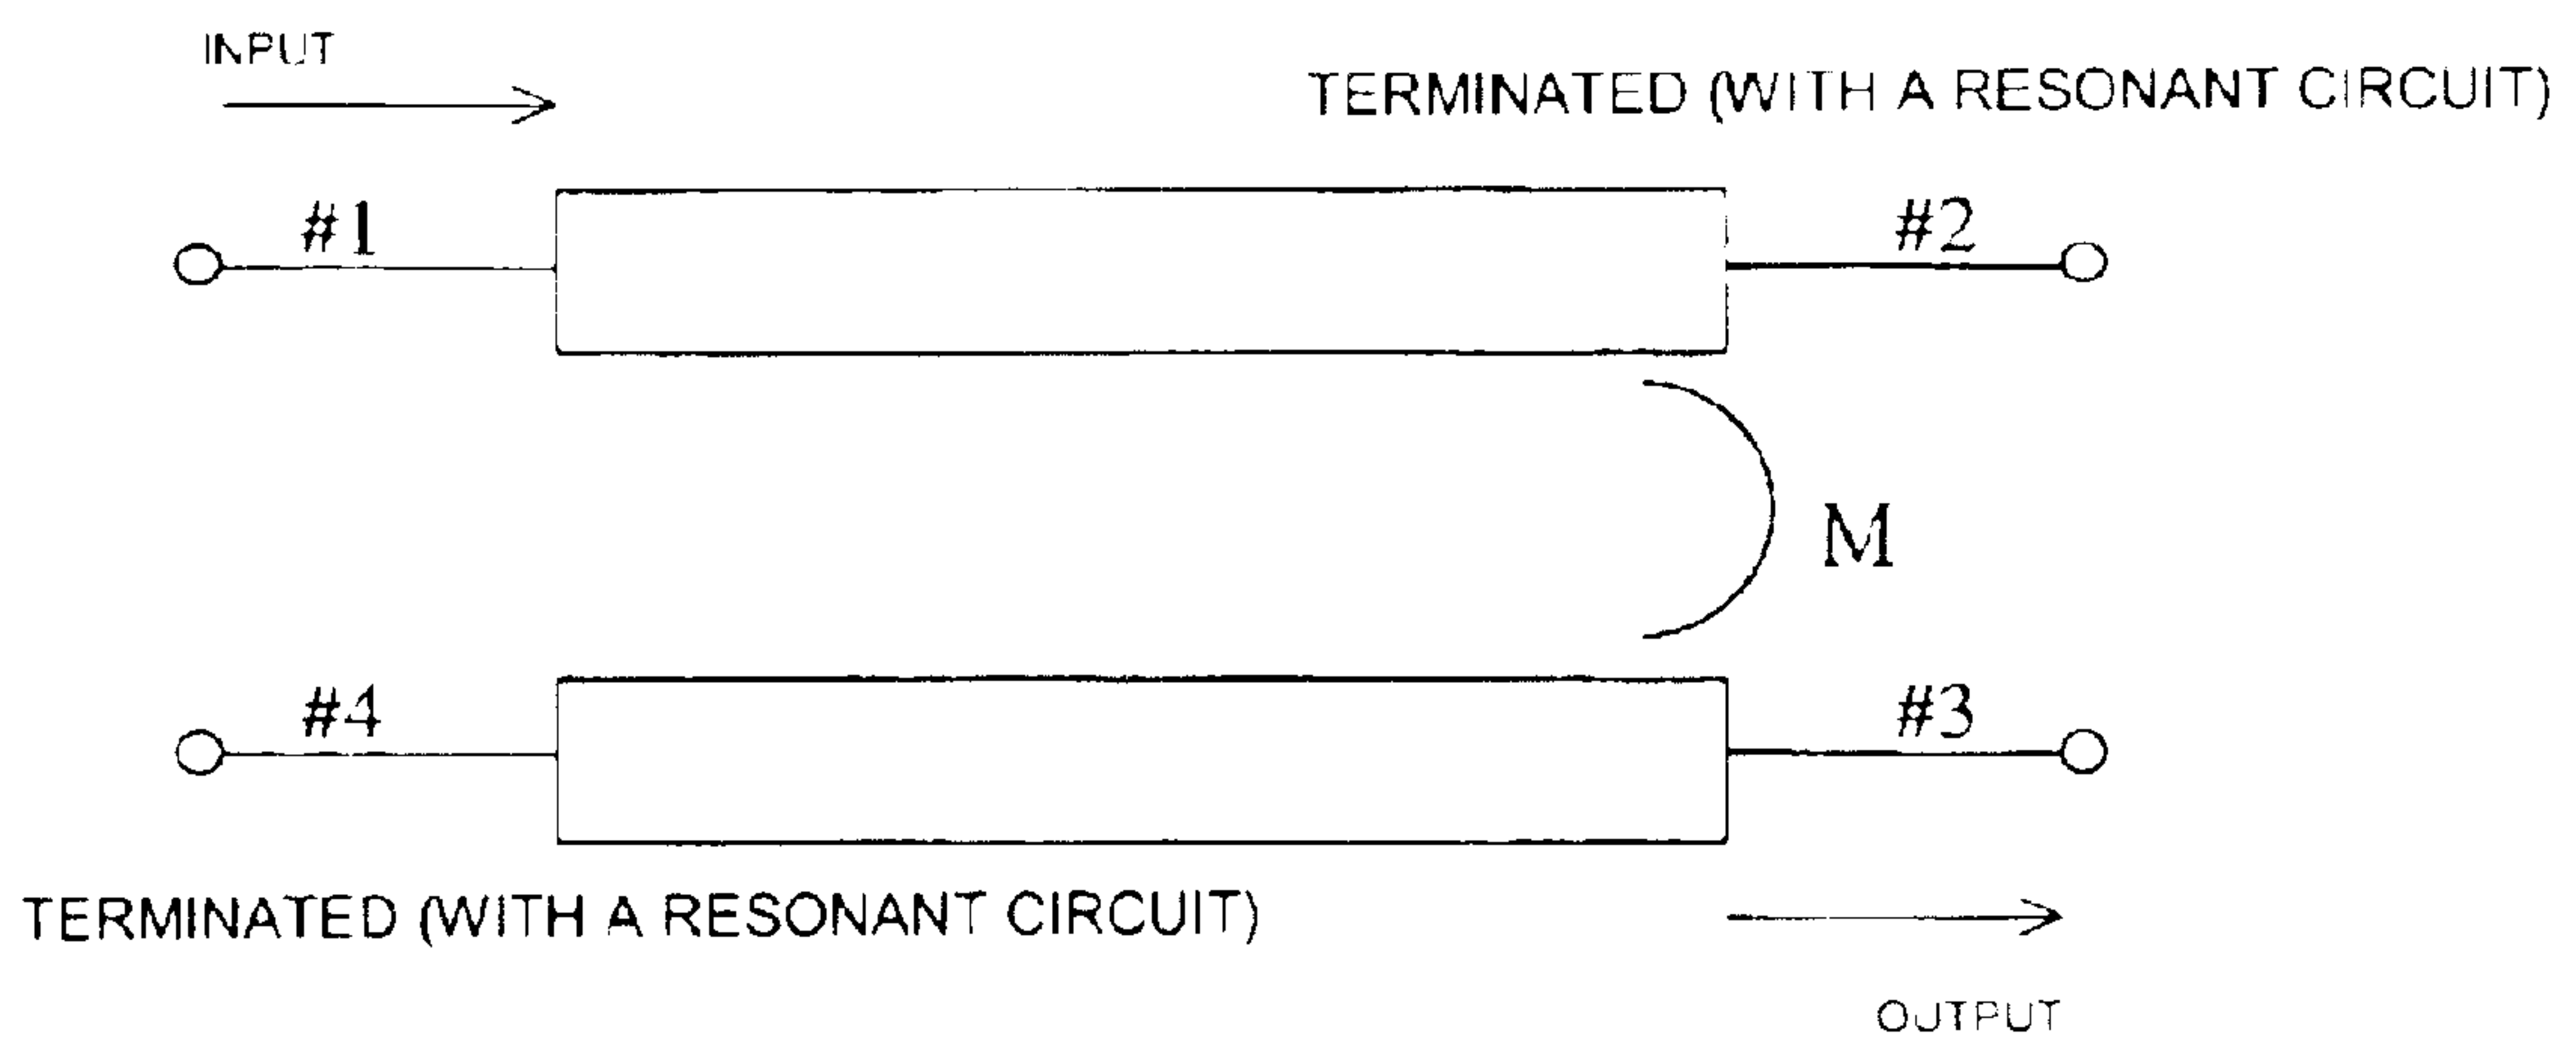 INPUT
TERMINATED (WITH A RESONANT CIRCUIT)
#1
#2
M
#4
#3
TERMINATED (WITH A RESONANT CIRCUIT)
OUTPUT